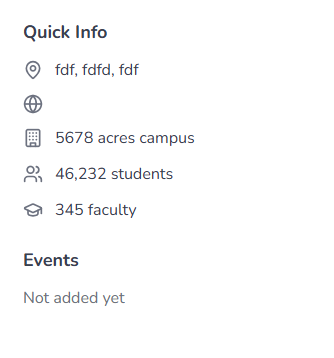 Quick Info
fdf, fdfd, fdf
5678 acres campus
46,232 students
345 faculty
Events
Not added yet